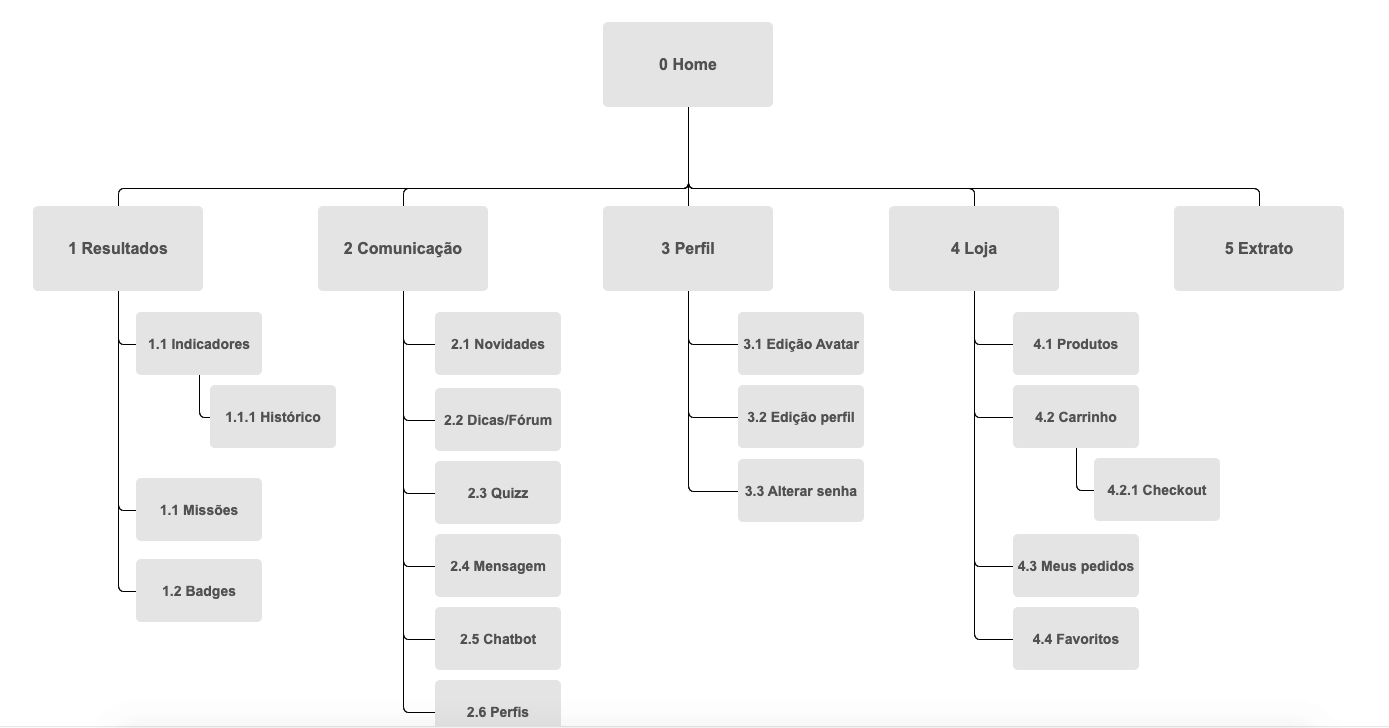 0 Home
1 Resultados
1.1 Indicadores
1.1.1 Histórico
1.1 Missões
1.2 Badges
2 Comunicação
2.1 Novidades
2.2 Dicas/Fórum
2.3 Quizz
2.4 Mensagem
2.5 Chatbot
2.6 Perfis
3 Perfil
3.1 Edição Avatar
3.2 Edição perfil
3.3 Alterar senha
4 Loja
4.1 Produtos
4.2 Carrinho
4.2.1 Checkout
4.3 Meus pedidos
4.4 Favoritos
5 Extrato